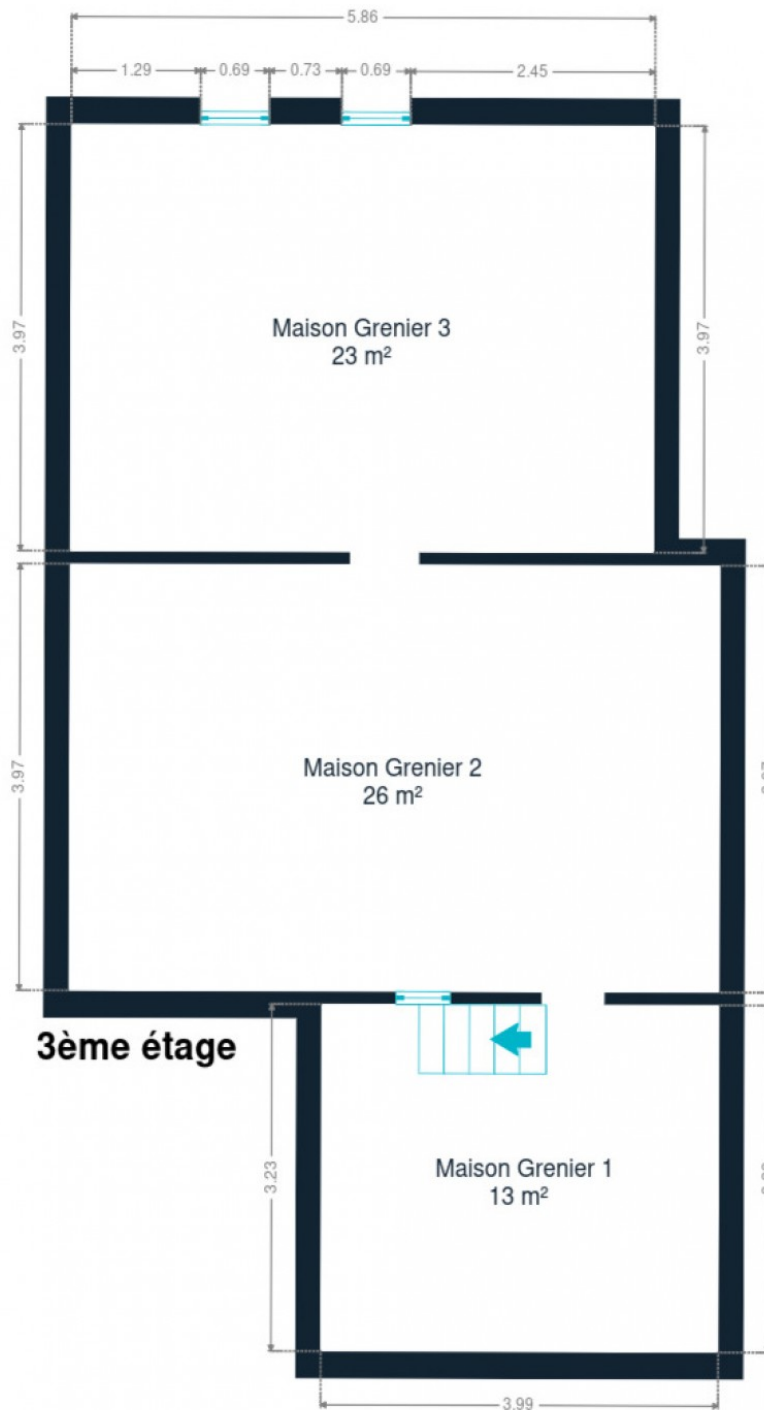 5.86
1.29 0.69 0.73 0.69 2.45
3.97
3.97
Maison Grenier 3
23 m²
3.97
Maison Grenier 2
26 m²
3ème étage
3.23
Maison Grenier 1
13 m²
3.99